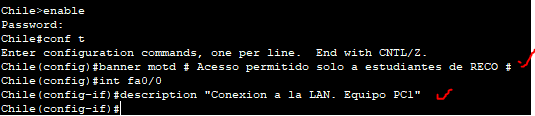 Chile>enable
Password:
Chile#conf t
Enter configuration commands, one per line.  End with CNTL/Z.
Chile(config)#banner motd # Acesso permitido solo a estudiantes de RECO #
Chile(config)#int fa0/0
Chile(config-if)#description "Conexion a la LAN. Equipo PC1"
Chile(config-if)#